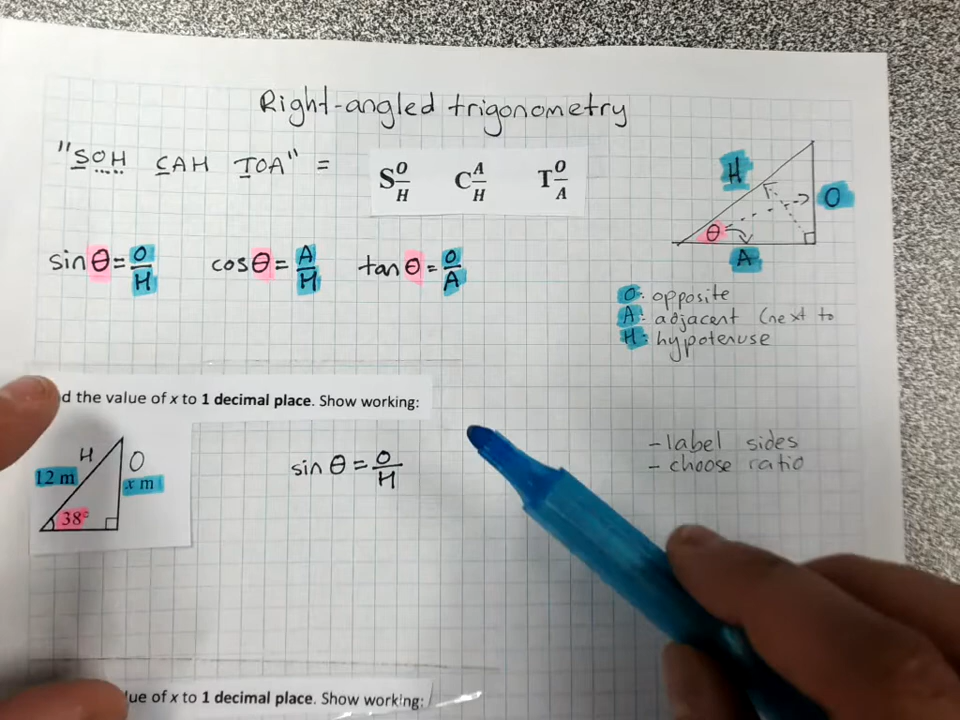 Right-angled trigonometry
"SOH CAH TOA" =
S O/H C A/H T O/A
H
O
θ
A
sin θ = O/H cos θ = A/H tan θ = O/A
O: opposite
A: adjacent (next to
H: hypotenuse
d the value of x to 1 decimal place. Show working:
H
O
12 m
x m
38°
sin θ = O/H
- label sides
- choose ratio
lue of x to 1 decimal place. Show working: